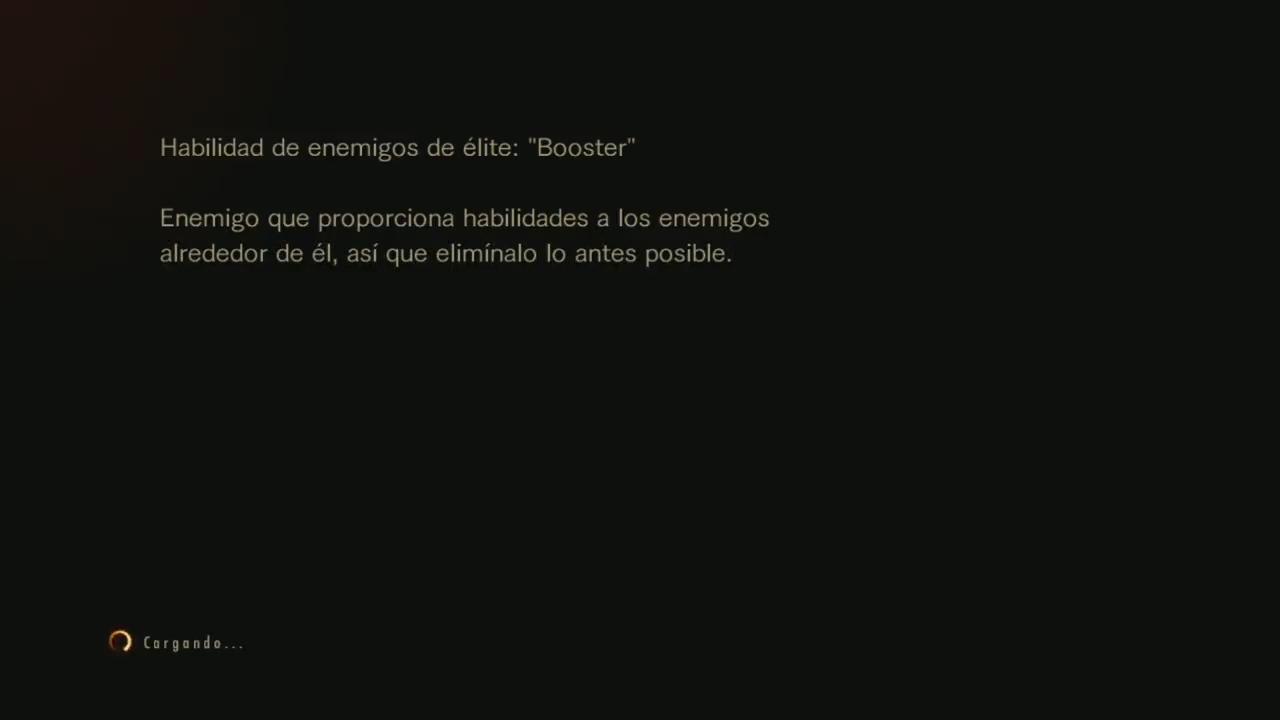 Habilidad de enemigos de élite: "Booster"
Enemigo que proporciona habilidades a los enemigos
alrededor de él, así que elimínalo lo antes posible.
Cargando...